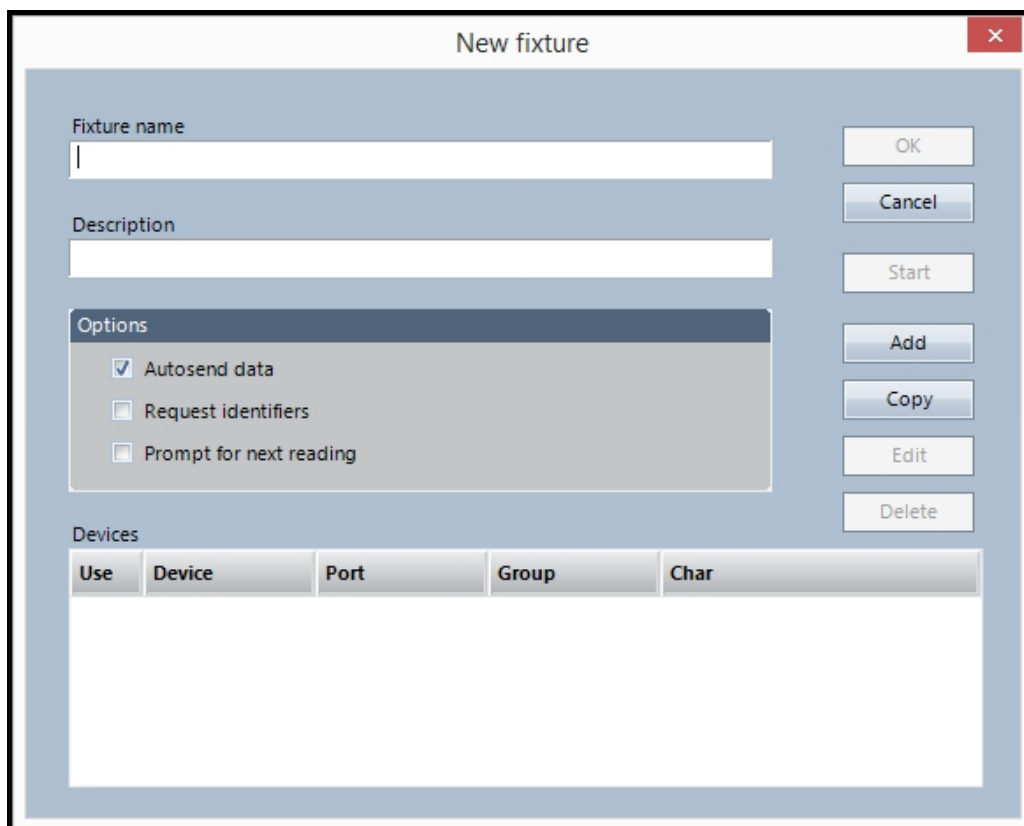 New fixture
Fixture name
OK
Cancel
Description
Start
Options
Autosend data
Add
Request identifiers
Copy
Prompt for next reading
Edit
Delete
Devices
Use Device Port Group Char